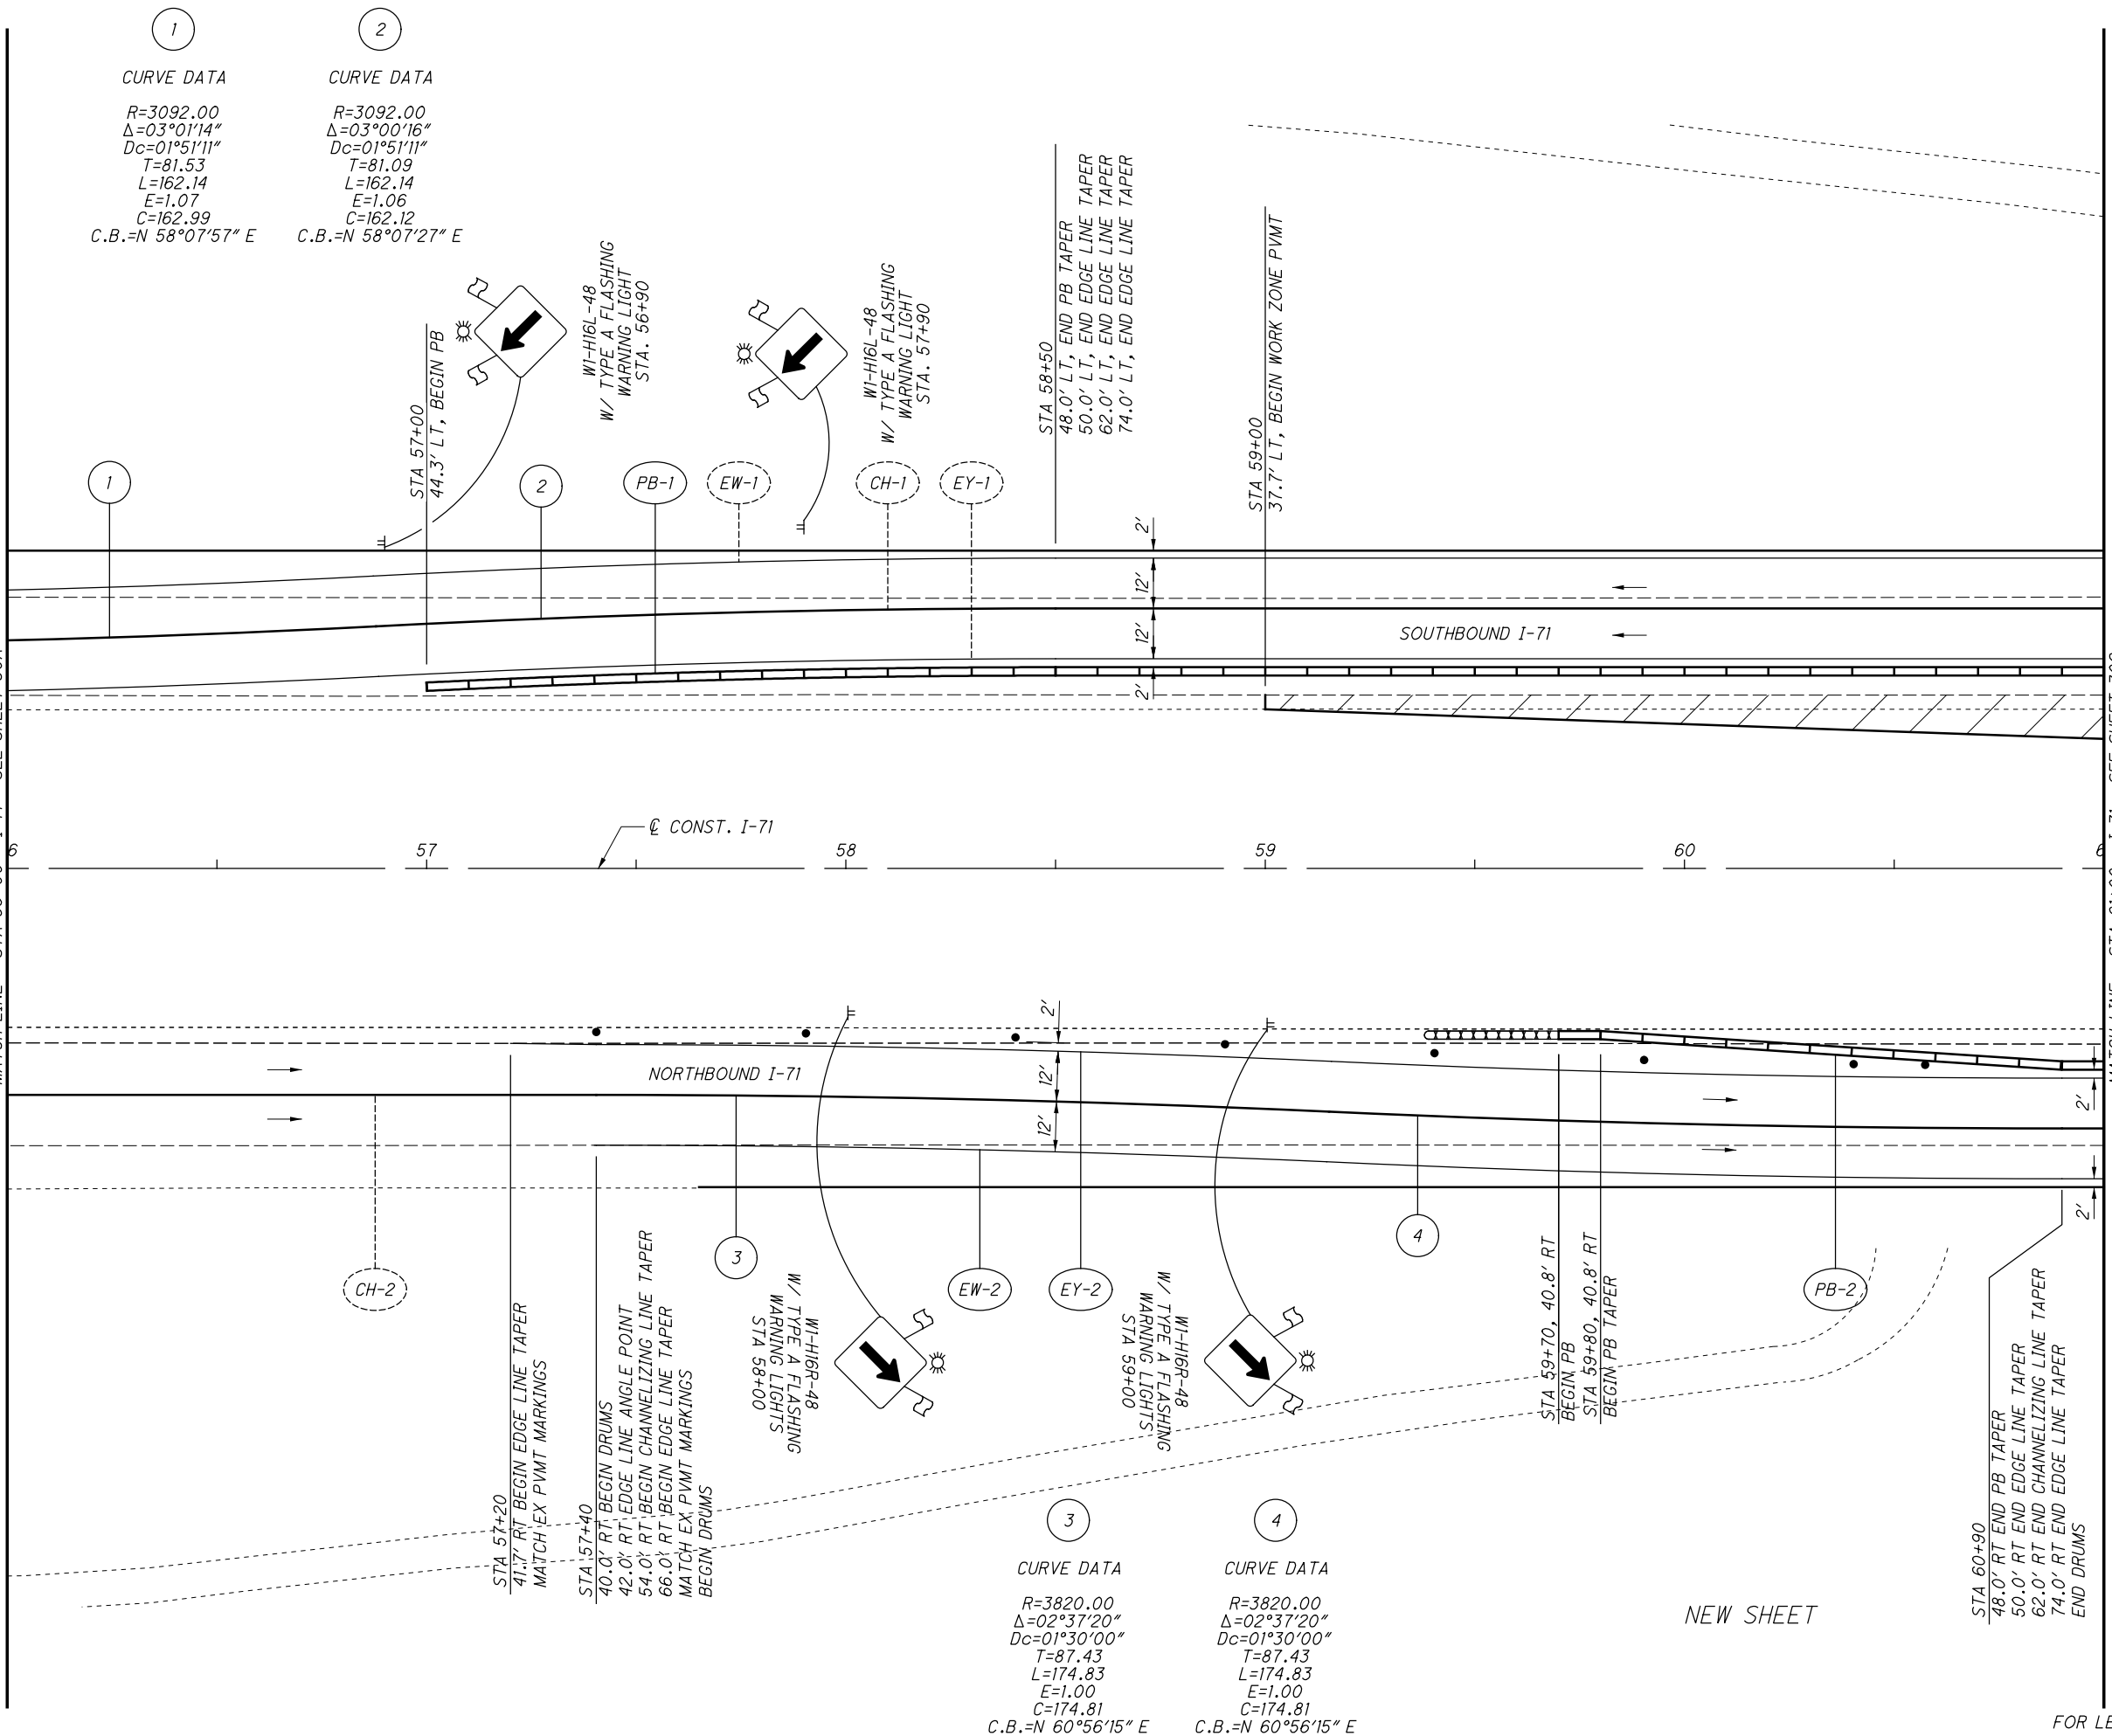 1
CURVE DATA
R=3092.00
Δ=03°01'14"
Dc=01°51'11"
T=81.53
L=162.14
E=1.07
C=162.99
C.B.=N 58°07'57" E
2
CURVE DATA
R=3092.00
Δ=03°00'16"
Dc=01°51'11"
T=81.09
L=162.14
E=1.06
C=162.12
C.B.=N 58°07'27" E
STA 57+00
44.3' LT, BEGIN PB
W1-H16L-48
W/ TYPE A FLASHING
WARNING LIGHT
STA. 56+90
W1-H16L-48
W/ TYPE A FLASHING
WARNING LIGHT
STA. 57+90
STA 58+50
48.0' LT, END PB TAPER
50.0' LT, END EDGE LINE TAPER
62.0' LT, END EDGE LINE TAPER
74.0' LT, END EDGE LINE TAPER
STA 59+00
37.7' LT, BEGIN WORK ZONE PVMT
1
2
PB-1
EW-1
CH-1
EY-1
2'
12'
12'
2'
SOUTHBOUND I-71
℄ CONST. I-71
57
58
59
60
2'
12'
12'
NORTHBOUND I-71
2'
2'
CH-2
3
EW-2
EY-2
4
PB-2
STA 57+20
41.7' RT BEGIN EDGE LINE TAPER
MATCH EX PVMT MARKINGS
STA 57+40
40.0' RT BEGIN DRUMS
42.0' RT EDGE LINE ANGLE POINT
54.0' RT BEGIN CHANNELIZING LINE TAPER
66.0' RT BEGIN EDGE LINE TAPER
MATCH EX PVMT MARKINGS
BEGIN DRUMS
W1-H16R-48
W/ TYPE A FLASHING
WARNING LIGHTS
STA 58+00
W1-H16R-48
W/ TYPE A FLASHING
WARNING LIGHTS
STA 59+00
STA 59+70, 40.8' RT
BEGIN PB
STA 59+80, 40.8' RT
BEGIN PB TAPER
STA 60+90
48.0' RT END PB TAPER
50.0' RT END EDGE LINE TAPER
62.0' RT END CHANNELIZING LINE TAPER
74.0' RT END EDGE LINE TAPER
END DRUMS
3
CURVE DATA
R=3820.00
Δ=02°37'20"
Dc=01°30'00"
T=87.43
L=174.83
E=1.00
C=174.81
C.B.=N 60°56'15" E
4
CURVE DATA
R=3820.00
Δ=02°37'20"
Dc=01°30'00"
T=87.43
L=174.83
E=1.00
C=174.81
C.B.=N 60°56'15" E
NEW SHEET
FOR LE